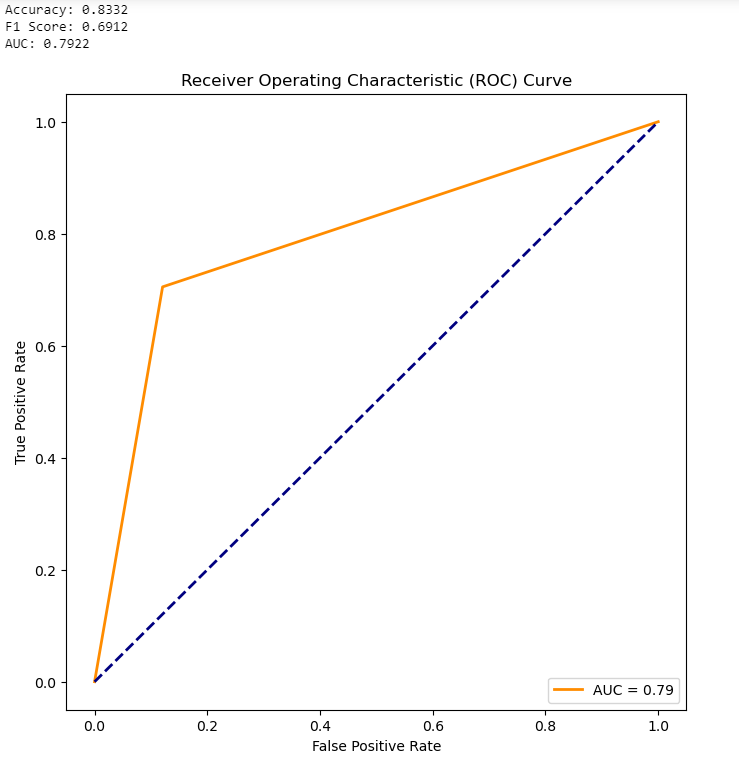 Accuracy: 0.8332
F1 Score: 0.6912
AUC: 0.7922
Receiver Operating Characteristic (ROC) Curve
1.0
0.8
0.6
0.4
0.2
0.0
True Positive Rate
AUC = 0.79
0.0 0.2 0.4 0.6 0.8 1.0
False Positive Rate